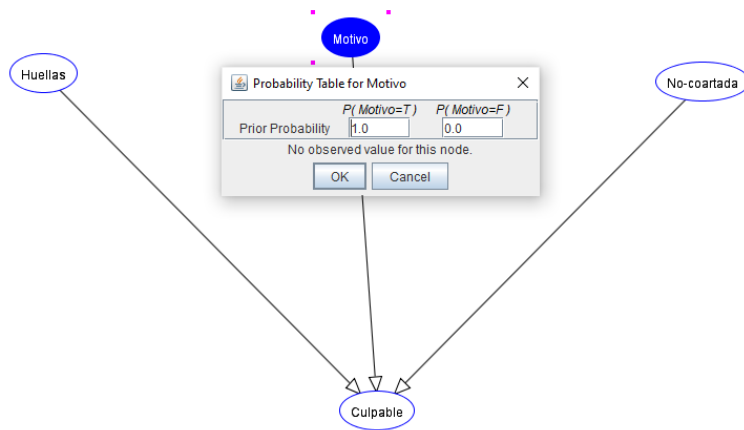 Motivo
Huellas
No-coartada
Probability Table for Motivo
P( Motivo=T ) P( Motivo=F )
Prior Probability 1.0 0.0
No observed value for this node.
OK Cancel
Culpable